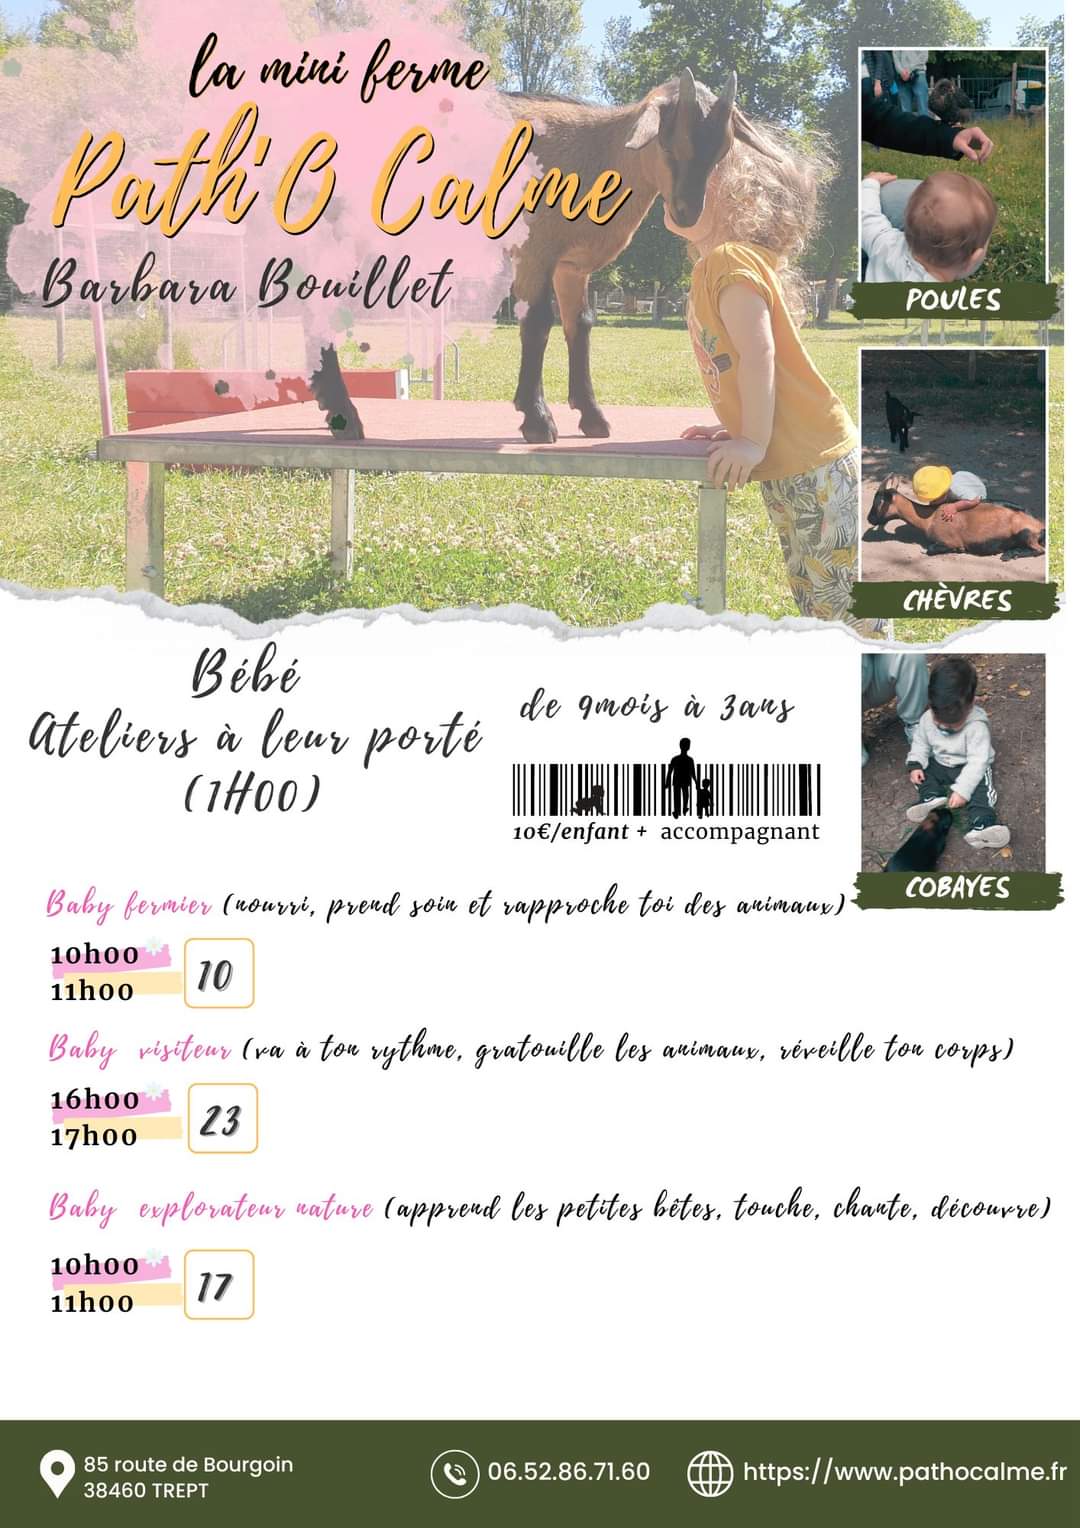 la mini ferme
Path'O Calme
Barbara Bouillet
POULES
CHÈVRES
COBAYES
Bébé
Ateliers à leur porté
(1H00)
de 9mois à 3ans
10€/enfant + accompagnant
Baby fermier (nourri, prend soin et rapproche toi des animaux)
10h00
11h00
10
Baby visiteur (va à ton rythme, gratouille les animaux, réveille ton corps)
16h00
17h00
23
Baby explorateur nature (apprend les petites bêtes, touche, chante, découvre)
10h00
11h00
17
85 route de Bourgoin
38460 TREPT
06.52.86.71.60
https://www.pathocalme.fr